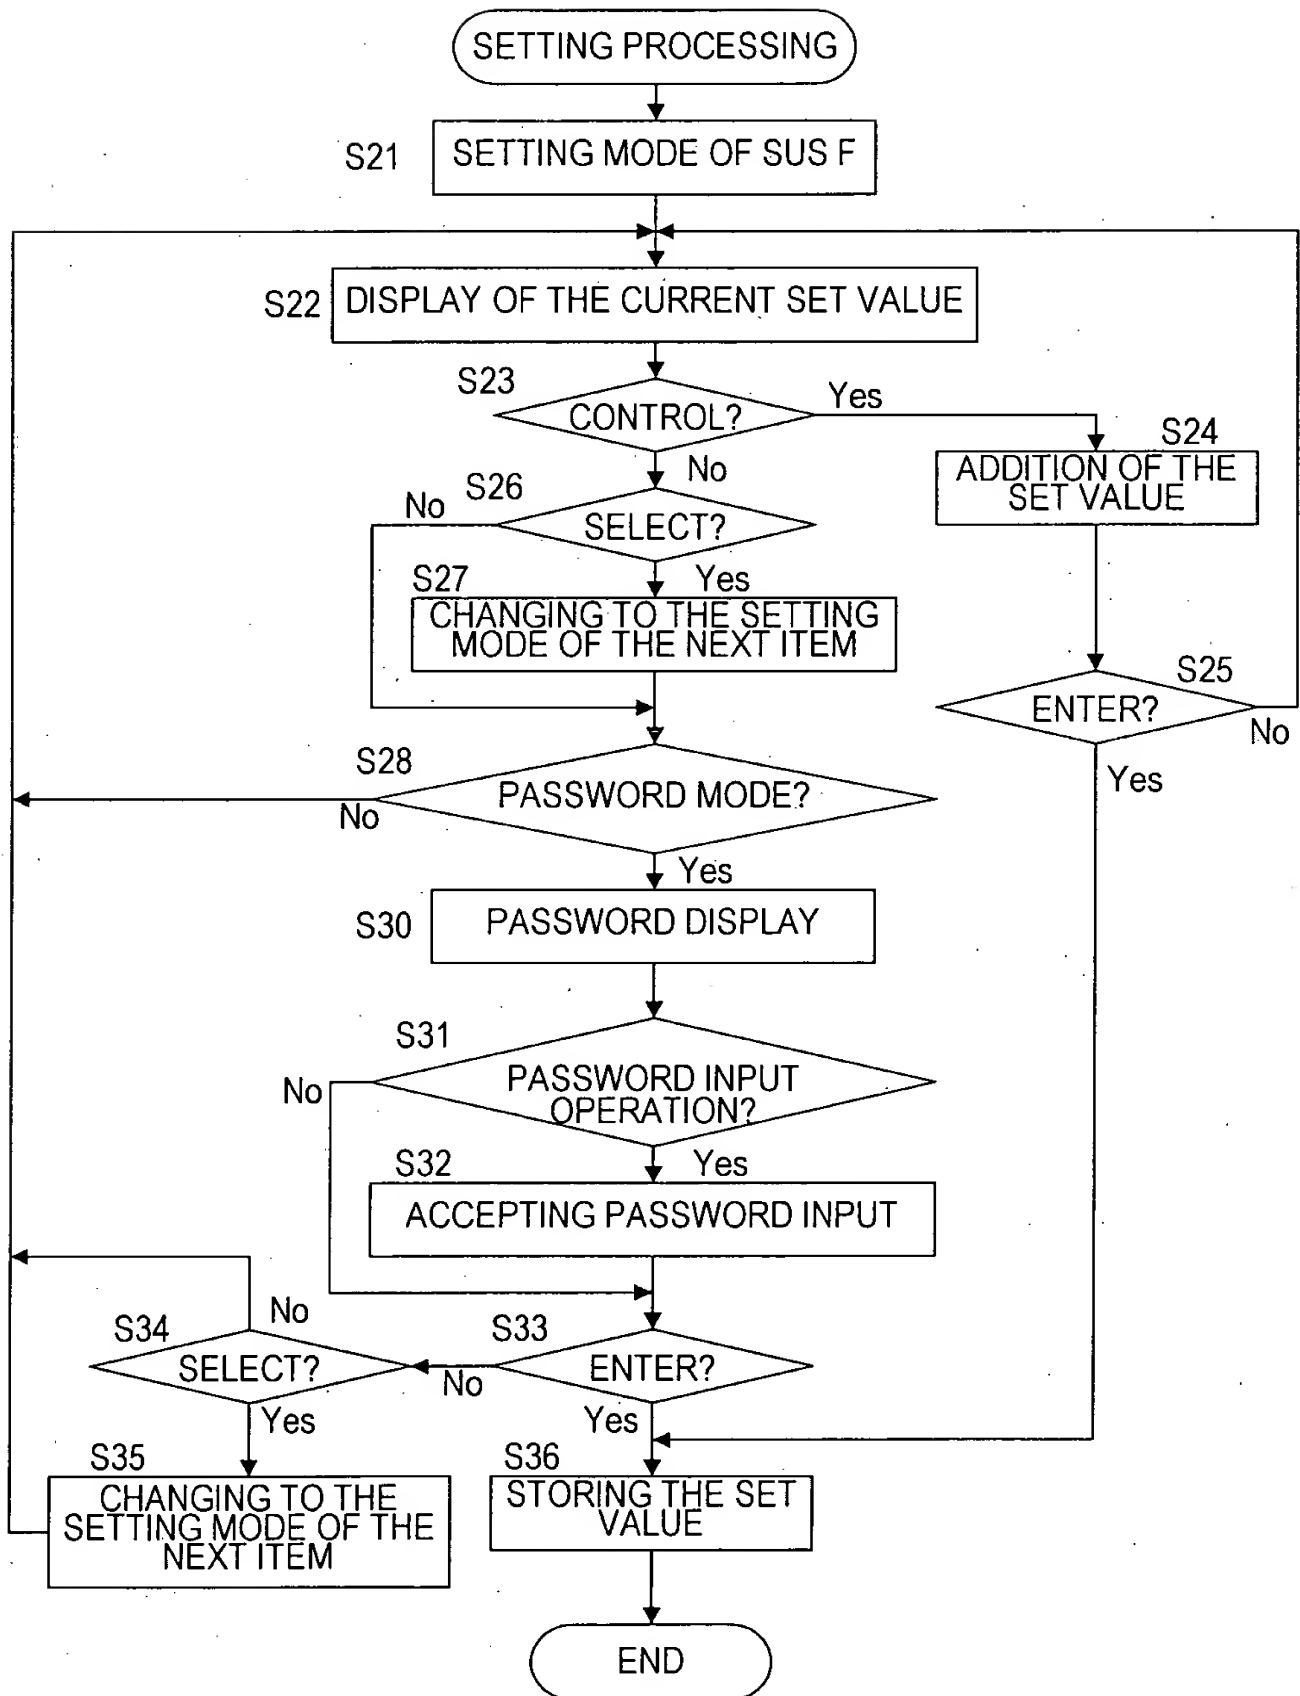 SETTING PROCESSING
S21
SETTING MODE OF SUS F
S22
DISPLAY OF THE CURRENT SET VALUE
S23
CONTROL?
Yes
No
S24
ADDITION OF THE
SET VALUE
S26
No
SELECT?
Yes
S27
CHANGING TO THE SETTING
MODE OF THE NEXT ITEM
S25
ENTER?
No
Yes
S28
PASSWORD MODE?
No
Yes
S30
PASSWORD DISPLAY
S31
PASSWORD INPUT
OPERATION?
No
Yes
S32
ACCEPTING PASSWORD INPUT
S33
ENTER?
No
Yes
S34
No
SELECT?
Yes
S35
CHANGING TO THE
SETTING MODE OF THE
NEXT ITEM
S36
STORING THE SET
VALUE
END